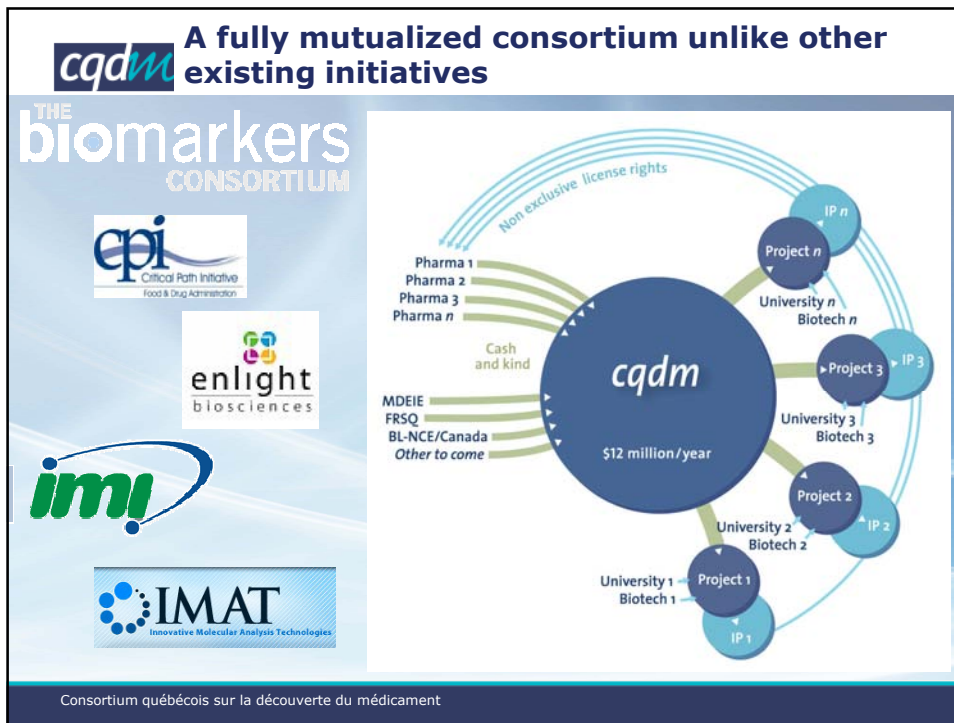 cqdm
A fully mutualized consortium unlike other
existing initiatives
THE
biomarkers
CONSORTIUM
cpi
Critical Path Initiative
Food & Drug Administration
enlight
biosciences
imi
IMAT
Innovative Molecular Analysis Technologies
Non exclusive license rights
Pharma 1
Pharma 2
Pharma 3
Pharma n
Cash
and kind
MDEIE
FRSQ
BL-NCE/Canada
Other to come
cqdm
$12 million/year
IP n
Project n
University n
Biotech n
IP 3
Project 3
University 3
Biotech 3
Project 2
IP 2
University 2
Biotech 2
University 1
Biotech 1
Project 1
IP 1
Consortium québécois sur la découverte du médicament